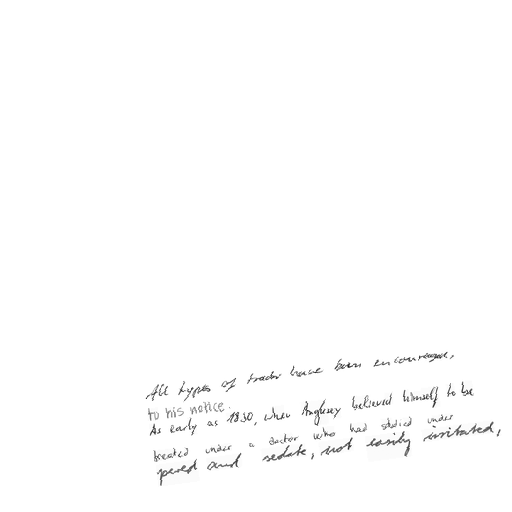 All types of trade have been encouraged,
to his notice.
As early as 1830, when Anglesey believed himself to be
treated under a doctor who had studied under
pered and sedate, not easily irritated,